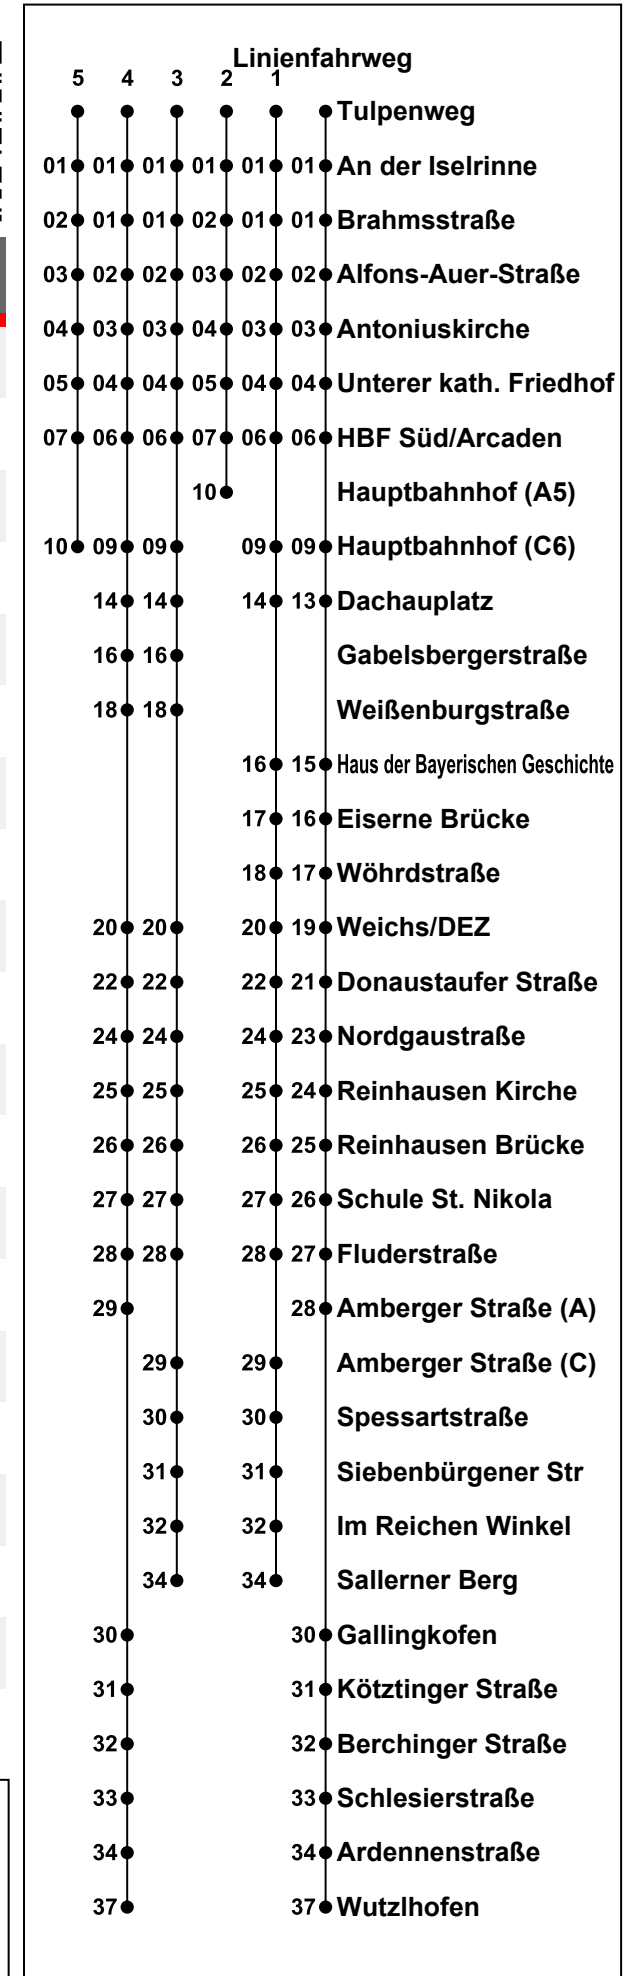 Linienfahrweg
5 4 3 2 1
Tulpenweg
01 01 01 01 01 01 An der Iselrinne
02 01 01 02 01 01 Brahmsstraße
03 02 02 03 02 02 Alfons-Auer-Straße
04 03 03 04 03 03 Antoniuskirche
05 04 04 05 04 04 Unterer kath. Friedhof
07 06 06 07 06 06 HBF Süd/Arcaden
10 Hauptbahnhof (A5)
10 09 09 09 09 Hauptbahnhof (C6)
14 14 14 13 Dachauplatz
16 16 Gabelsbergerstraße
18 18 Weißenburgstraße
16 15 Haus der Bayerischen Geschichte
17 16 Eiserne Brücke
18 17 Wöhrdstraße
20 20 20 19 Weichs/DEZ
22 22 22 21 Donaustaufer Straße
24 24 24 23 Nordgaustraße
25 25 25 24 Reinhausen Kirche
26 26 26 25 Reinhausen Brücke
27 27 27 26 Schule St. Nikola
28 28 28 27 Fluderstraße
29 28 Amberger Straße (A)
29 29 Amberger Straße (C)
30 30 Spessartstraße
31 31 Siebenbürgener Str
32 32 Im Reichen Winkel
34 34 Sallerner Berg
30 30 Gallingkofen
31 31 Kötztinger Straße
32 32 Berchinger Straße
33 33 Schlesierstraße
34 34 Ardennenstraße
37 37 Wutzlhofen